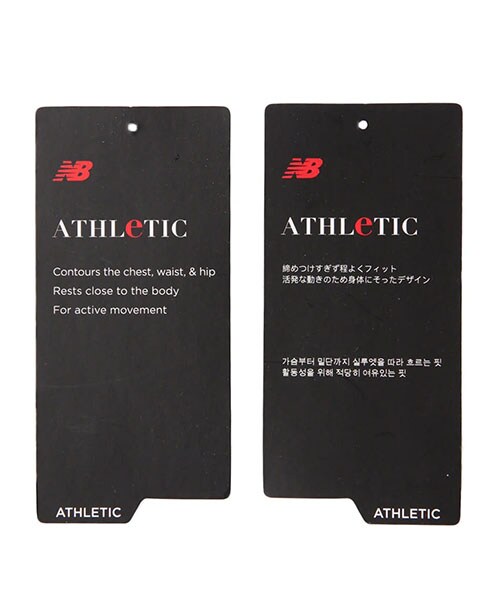 NB
ATHLeTIC
Contours the chest, waist, & hip
Rests close to the body
For active movement
ATHLETIC
NB
ATHLeTIC
締めつけすぎず程よくフィット
活発な動きのため身体にそったデザイン
가슴부터 밑단까지 실루엣을 따라 흐르는 핏
활동성을 위해 적당히 여유있는 핏
ATHLETIC